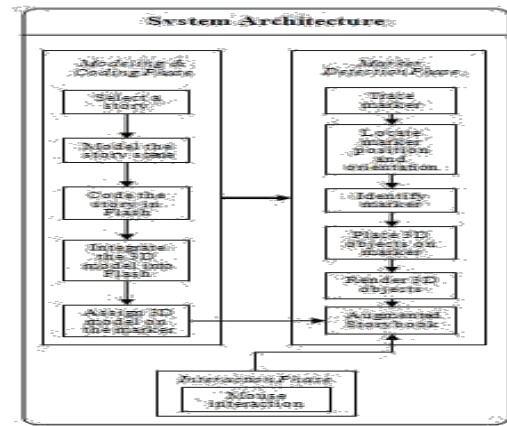 System Architecture
Modeling &
Coding Phase
Select a
story
Model the
story scene
Code the
story in
Flash
Integrate
the 3D
model into
Flash
Assign 3D
model on
the marker
Marker
Detection Phase
Trace
marker
Locate
marker
position
and
orientation
Identify
marker
Place 3D
objects on
marker
Render 3D
objects
Augmented
Storybook
Interaction Phase
Mouse
interaction